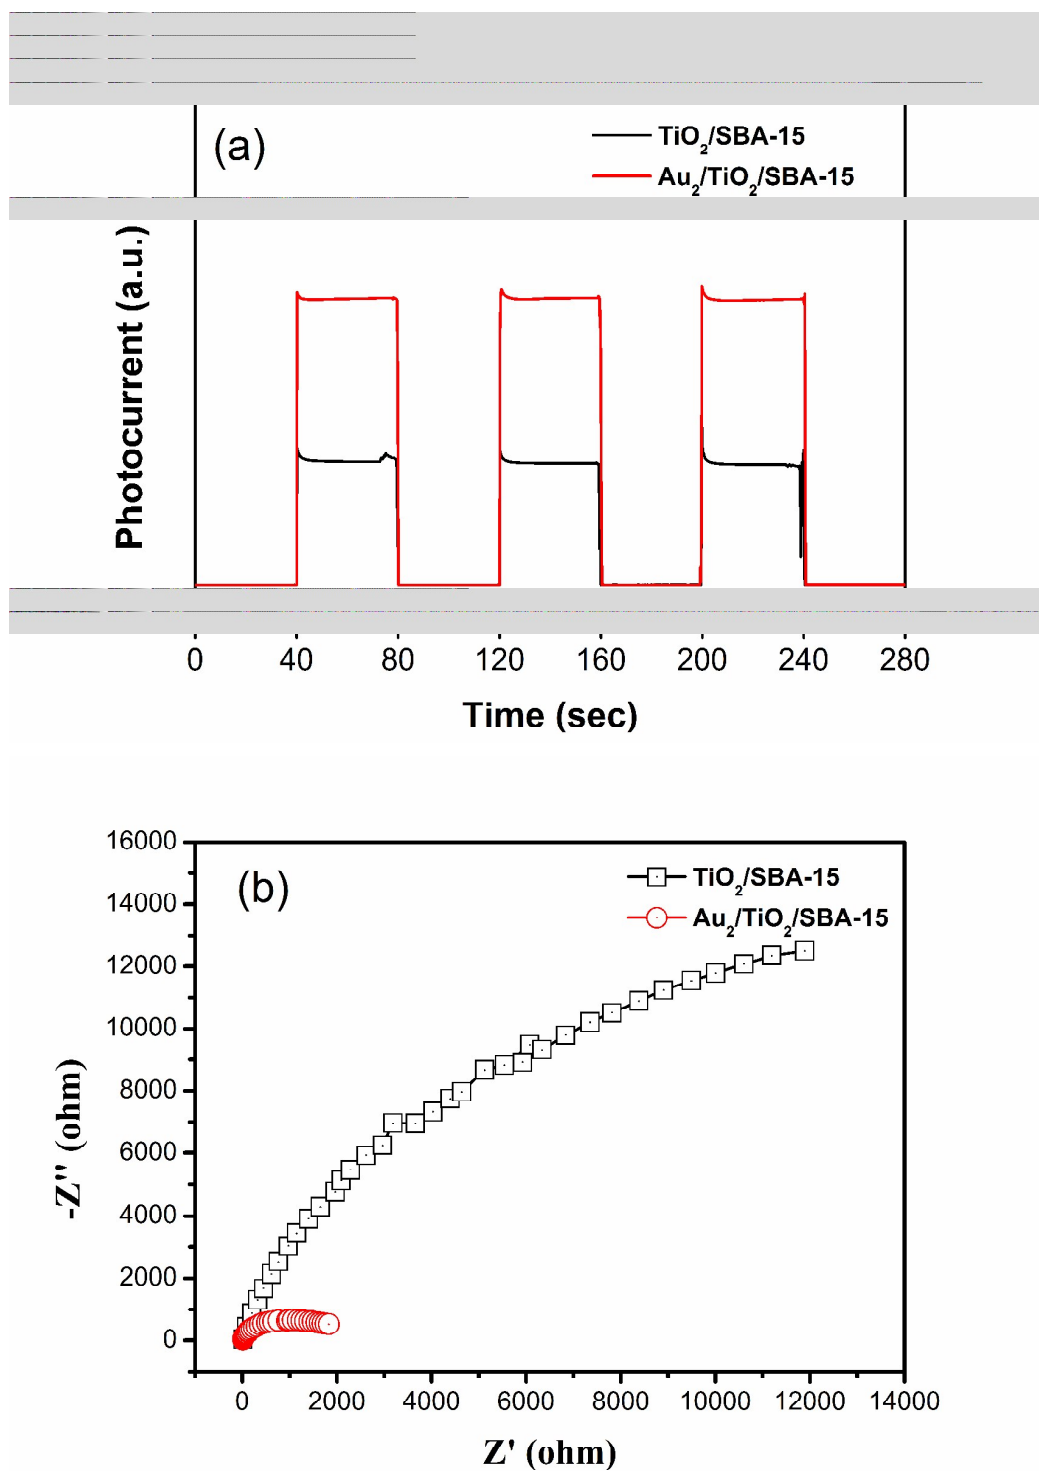 (a)
TiO₂/SBA-15
Au₂/TiO₂/SBA-15
Photocurrent (a.u.)
0 40 80 120 160 200 240 280
Time (sec)
16000
14000
12000
10000
8000
6000
4000
2000
0
(b)
TiO₂/SBA-15
Au₂/TiO₂/SBA-15
-Z'' (ohm)
0 2000 4000 6000 8000 10000 12000 14000
Z' (ohm)